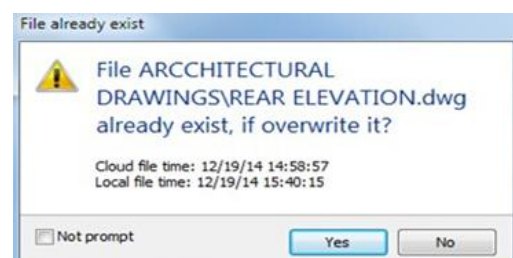 File already exist
File ARCCHITECTURAL
DRAWINGS\REAR ELEVATION.dwg
already exist, if overwrite it?
Cloud file time: 12/19/14 14:58:57
Local file time: 12/19/14 15:40:15
Not prompt
Yes
No